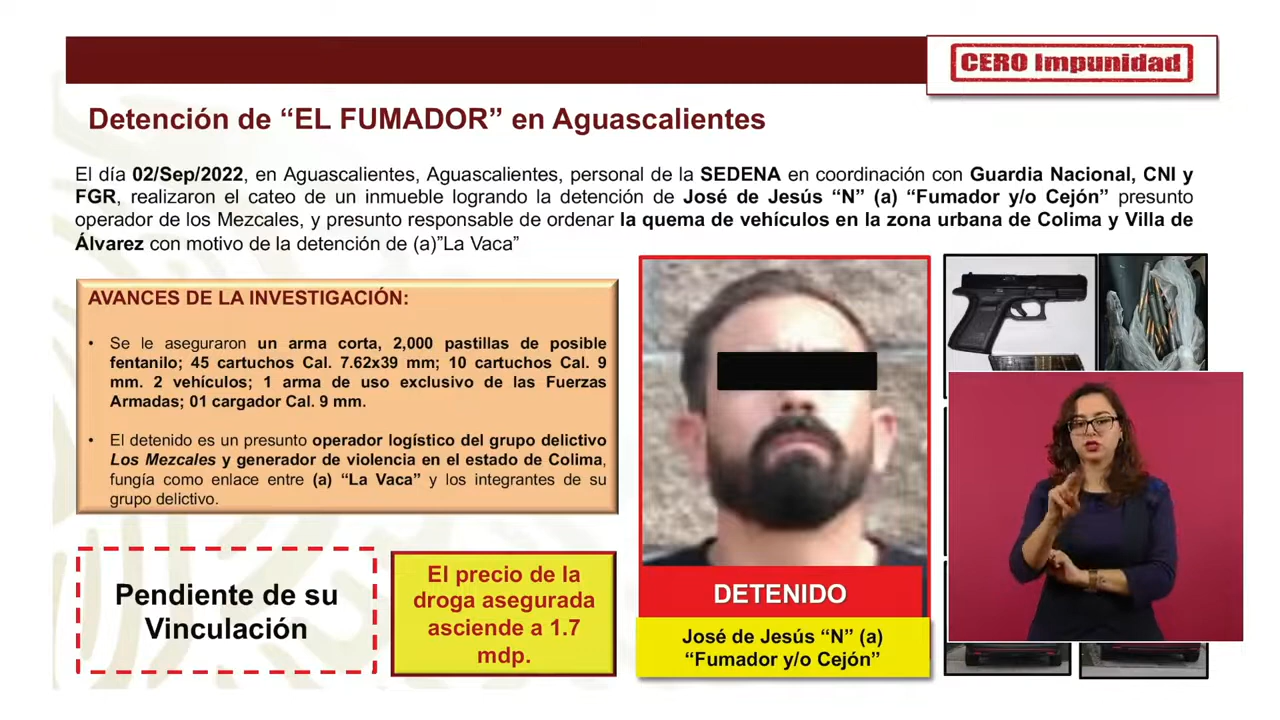 CERO Impunidad
Detención de “EL FUMADOR” en Aguascalientes
El día 02/Sep/2022, en Aguascalientes, Aguascalientes, personal de la SEDENA en coordinación con Guardia Nacional, CNI y
FGR, realizaron el cateo de un inmueble logrando la detención de José de Jesús “N” (a) “Fumador y/o Cejón” presunto
operador de los Mezcales, y presunto responsable de ordenar la quema de vehículos en la zona urbana de Colima y Villa de
Álvarez con motivo de la detención de (a)”La Vaca”
AVANCES DE LA INVESTIGACIÓN:
• Se le aseguraron un arma corta, 2,000 pastillas de posible
fentanilo; 45 cartuchos Cal. 7.62x39 mm; 10 cartuchos Cal. 9
mm. 2 vehículos; 1 arma de uso exclusivo de las Fuerzas
Armadas; 01 cargador Cal. 9 mm.
• El detenido es un presunto operador logístico del grupo delictivo
Los Mezcales y generador de violencia en el estado de Colima,
fungía como enlace entre (a) “La Vaca” y los integrantes de su
grupo delictivo.
Pendiente de su
Vinculación
El precio de la
droga asegurada
asciende a 1.7
mdp.
DETENIDO
José de Jesús “N” (a)
“Fumador y/o Cejón”